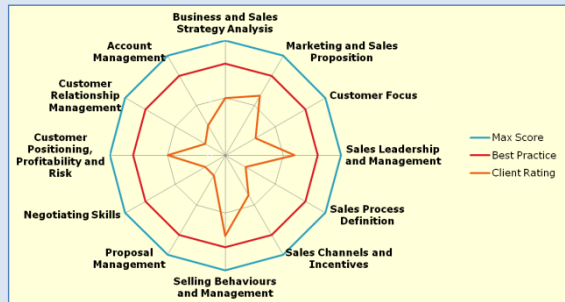 Business and Sales
Strategy Analysis
Marketing and Sales
Proposition
Customer Focus
Sales Leadership
and Management
Sales Process
Definition
Sales Channels and
Incentives
Selling Behaviours
and Management
Proposal
Management
Negotiating Skills
Customer
Positioning,
Profitability and
Risk
Customer
Relationship
Management
Account
Management
Max Score
Best Practice
Client Rating